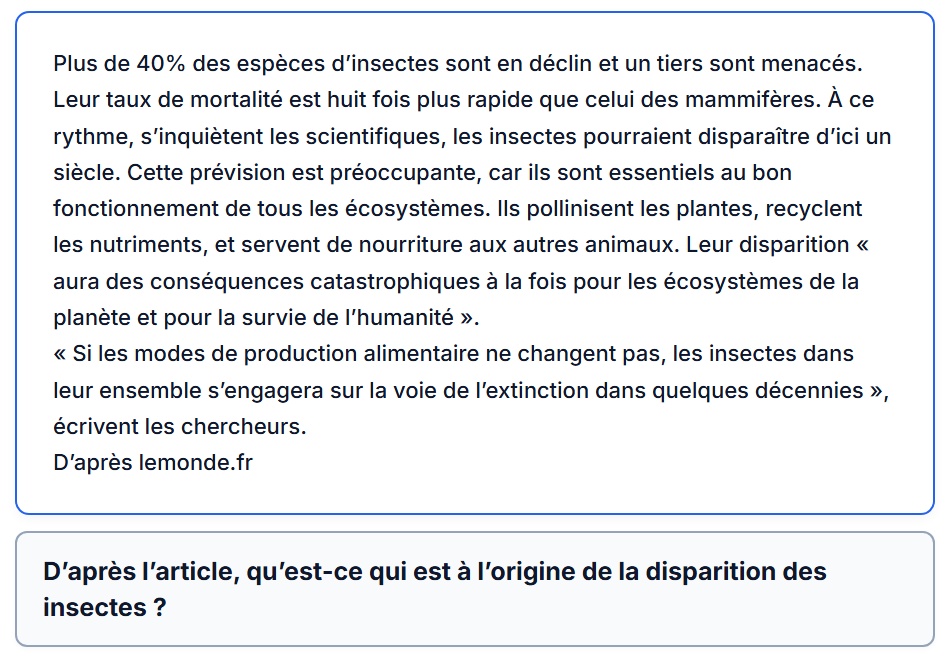 Plus de 40% des espèces d’insectes sont en déclin et un tiers sont menacés.
Leur taux de mortalité est huit fois plus rapide que celui des mammifères. À ce
rythme, s’inquiètent les scientifiques, les insectes pourraient disparaître d’ici un
siècle. Cette prévision est préoccupante, car ils sont essentiels au bon
fonctionnement de tous les écosystèmes. Ils pollinisent les plantes, recyclent
les nutriments, et servent de nourriture aux autres animaux. Leur disparition «
aura des conséquences catastrophiques à la fois pour les écosystèmes de la
planète et pour la survie de l’humanité ».
« Si les modes de production alimentaire ne changent pas, les insectes dans
leur ensemble s’engagera sur la voie de l’extinction dans quelques décennies »,
écrivent les chercheurs.
D’après lemonde.fr
D’après l’article, qu’est-ce qui est à l’origine de la disparition des
insectes ?